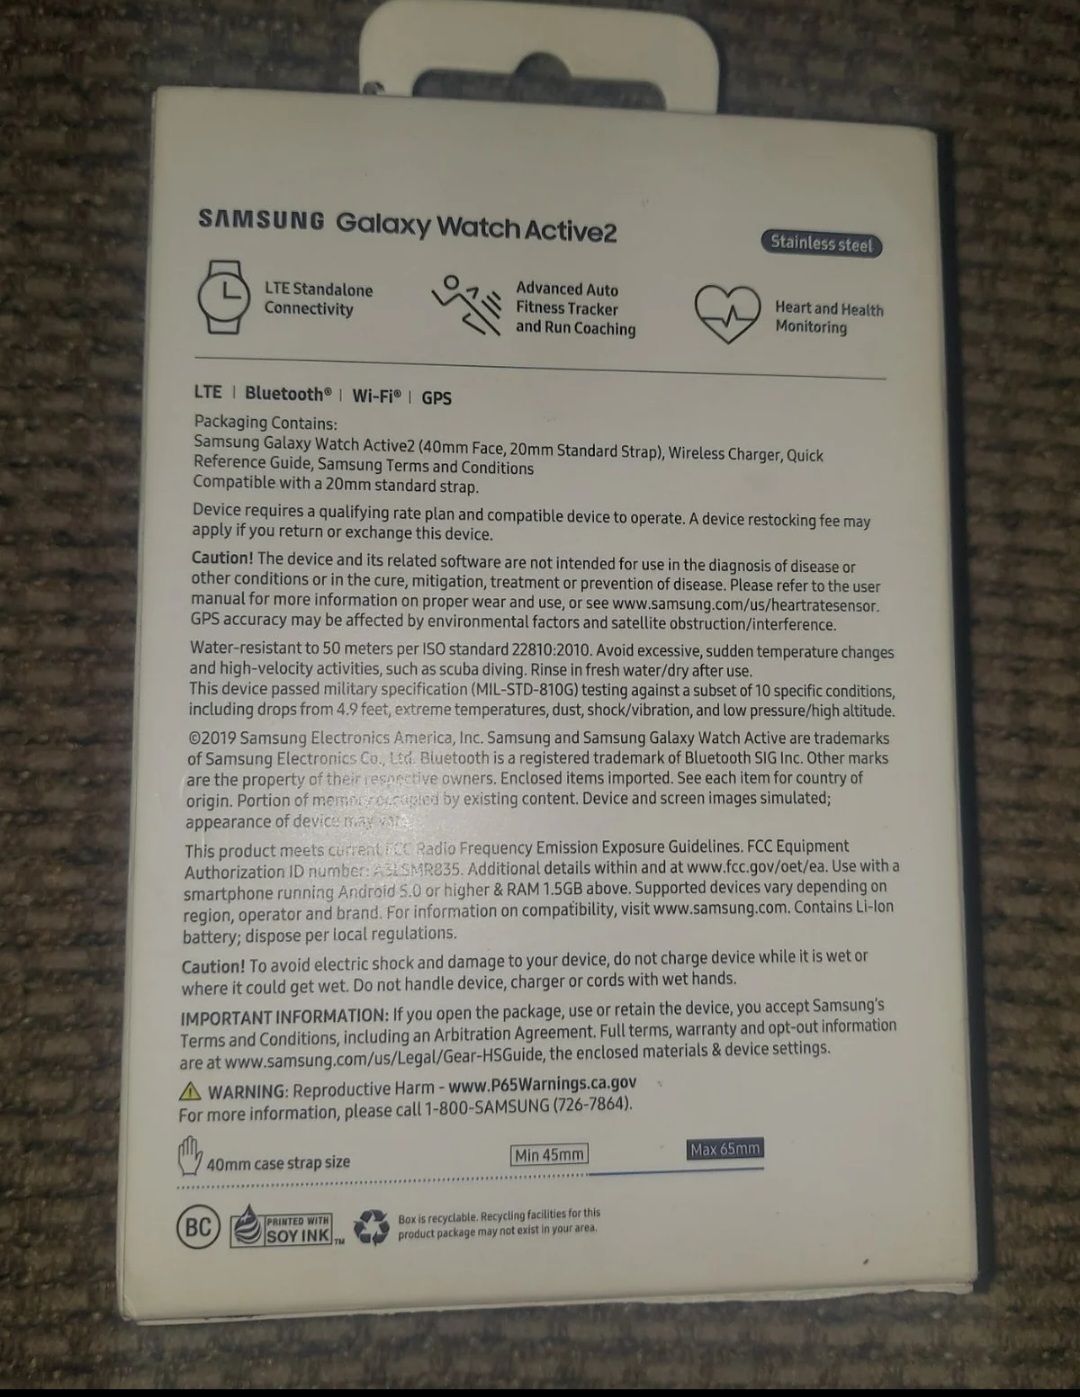 SAMSUNG Galaxy Watch Active2
Stainless steel
LTE Standalone
Connectivity
Advanced Auto
Fitness Tracker
and Run Coaching
Heart and Health
Monitoring
LTE | Bluetooth® | Wi-Fi® | GPS
Packaging Contains:
Samsung Galaxy Watch Active2 (40mm Face, 20mm Standard Strap), Wireless Charger, Quick
Reference Guide, Samsung Terms and Conditions
Compatible with a 20mm standard strap.
Device requires a qualifying rate plan and compatible device to operate. A device restocking fee may
apply if you return or exchange this device.
Caution! The device and its related software are not intended for use in the diagnosis of disease or
other conditions or in the cure, mitigation, treatment or prevention of disease. Please refer to the user
manual for more information on proper wear and use, or see www.samsung.com/us/heartratesensor.
GPS accuracy may be affected by environmental factors and satellite obstruction/interference.
Water-resistant to 50 meters per ISO standard 22810:2010. Avoid excessive, sudden temperature changes
and high-velocity activities, such as scuba diving. Rinse in fresh water/dry after use.
This device passed military specification (MIL-STD-810G) testing against a subset of 10 specific conditions,
including drops from 4.9 feet, extreme temperatures, dust, shock/vibration, and low pressure/high altitude.
©2019 Samsung Electronics America, Inc. Samsung and Samsung Galaxy Watch Active are trademarks
of Samsung Electronics Co., Ltd. Bluetooth is a registered trademark of Bluetooth SIG Inc. Other marks
are the property of their respective owners. Enclosed items imported. See each item for country of
origin. Portion of memory occupied by existing content. Device and screen images simulated;
appearance of device may vary.
This product meets current FCC Radio Frequency Emission Exposure Guidelines. FCC Equipment
Authorization ID number: A3LSMR835. Additional details within and at www.fcc.gov/oet/ea. Use with a
smartphone running Android 5.0 or higher & RAM 1.5GB above. Supported devices vary depending on
region, operator and brand. For information on compatibility, visit www.samsung.com. Contains Li-Ion
battery; dispose per local regulations.
Caution! To avoid electric shock and damage to your device, do not charge device while it is wet or
where it could get wet. Do not handle device, charger or cords with wet hands.
IMPORTANT INFORMATION: If you open the package, use or retain the device, you accept Samsung's
Terms and Conditions, including an Arbitration Agreement. Full terms, warranty and opt-out information
are at www.samsung.com/us/Legal/Gear-HSGuide, the enclosed materials & device settings.
WARNING: Reproductive Harm - www.P65Warnings.ca.gov
For more information, please call 1-800-SAMSUNG (726-7864).
40mm case strap size
Min 45mm
Max 65mm
BC
PRINTED WITH
SOY INK™
Box is recyclable. Recycling facilities for this
product package may not exist in your area.